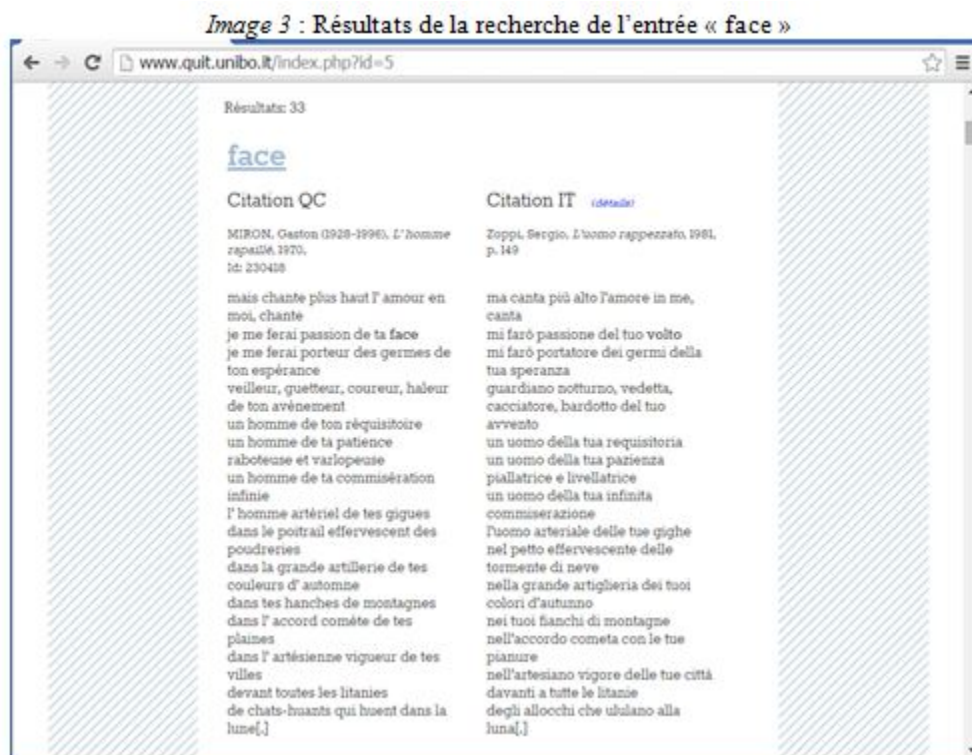 Image 3 : Résultats de la recherche de l'entrée « face »
www.quit.unibo.it/index.php?id=5
Résultats: 33
face
Citation QC
MIRON, Gaston (1928-1996), L'homme
rapaillé, 1970,
Id: 230418
mais chante plus haut l' amour en
moi, chante
je me ferai passion de ta face
je me ferai porteur des germes de
ton espérance
veilleur, guetteur, coureur, haleur
de ton avènement
un homme de ton réquisitoire
un homme de ta patience
raboteuse et varlopeuse
un homme de ta commisération
infinie
l' homme artériel de tes gigues
dans le poitrail effervescent des
poudreries
dans la grande artillerie de tes
couleurs d' automne
dans tes hanches de montagnes
dans l' accord comète de tes
plaines
dans l' artésienne vigueur de tes
villes
devant toutes les litanies
de chats-huants qui huent dans la
lune[.]
Citation IT (détails)
Zoppi, Sergio, L'uomo rappezzato, 1981,
p. 149
ma canta più alto l'amore in me,
canta
mi farò passione del tuo volto
mi farò portatore dei germi della
tua speranza
guardiano notturno, vedetta,
cacciatore, bardotto del tuo
avvento
un uomo della tua requisitoria
un uomo della tua pazienza
piallatrice e livellatrice
un uomo della tua infinita
commiserazione
l'uomo arteriale delle tue gighe
nel petto effervescente delle
tormente di neve
nella grande artiglieria dei tuoi
colori d'autunno
nei tuoi fianchi di montagne
nell'accordo cometa con le tue
pianure
nell'artesiano vigore delle tue città
davanti a tutte le litanie
degli allocchi che ululano alla
luna[.]